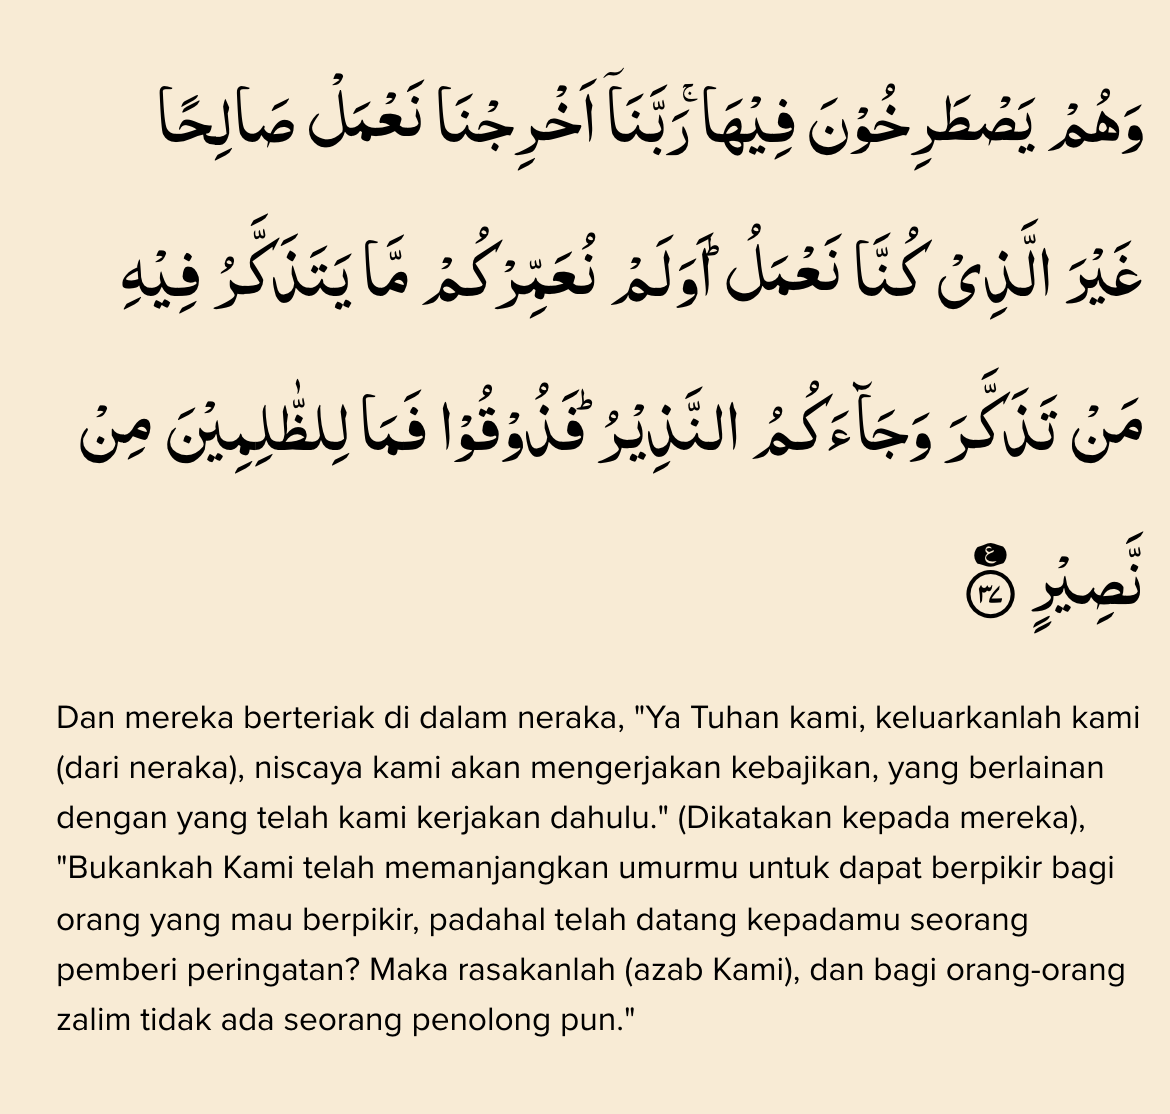 وَهُمْ يَصْطَرِخُوْنَ فِيْهَاۚ رَبَّنَآ اَخْرِجْنَا نَعْمَلْ صَالِحًا
غَيْرَ الَّذِيْ كُنَّا نَعْمَلُۗ اَوَلَمْ نُعَمِّرْكُمْ مَّا يَتَذَكَّرُ فِيْهِ
مَنْ تَذَكَّرَ وَجَاۤءَكُمُ النَّذِيْرُۗ فَذُوْقُوْا فَمَا لِلظّٰلِمِيْنَ مِنْ
نَّصِيْرٍ ࣖ ٣٧
Dan mereka berteriak di dalam neraka, "Ya Tuhan kami, keluarkanlah kami
(dari neraka), niscaya kami akan mengerjakan kebajikan, yang berlainan
dengan yang telah kami kerjakan dahulu." (Dikatakan kepada mereka),
"Bukankah Kami telah memanjangkan umurmu untuk dapat berpikir bagi
orang yang mau berpikir, padahal telah datang kepadamu seorang
pemberi peringatan? Maka rasakanlah (azab Kami), dan bagi orang-orang
zalim tidak ada seorang penolong pun."